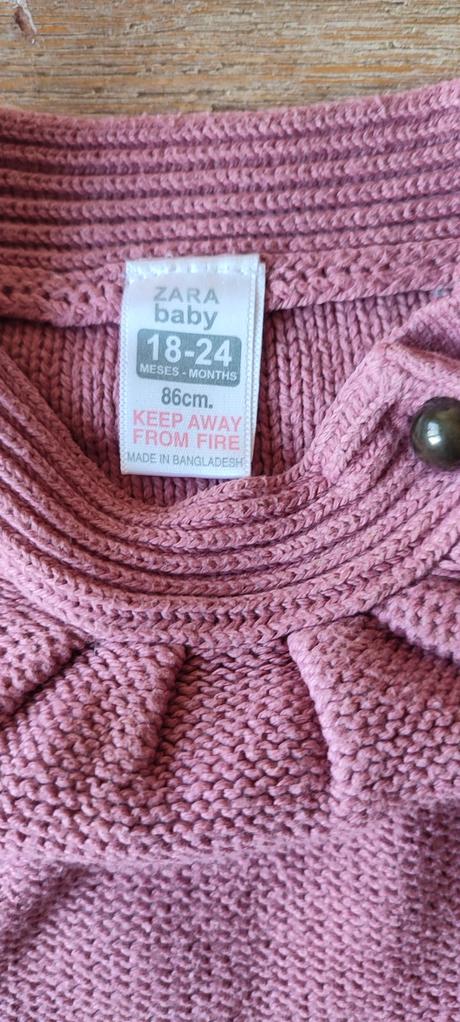 ZARA
baby
18-24
MESES - MONTHS
86cm.
KEEP AWAY
FROM FIRE
MADE IN BANGLADESH